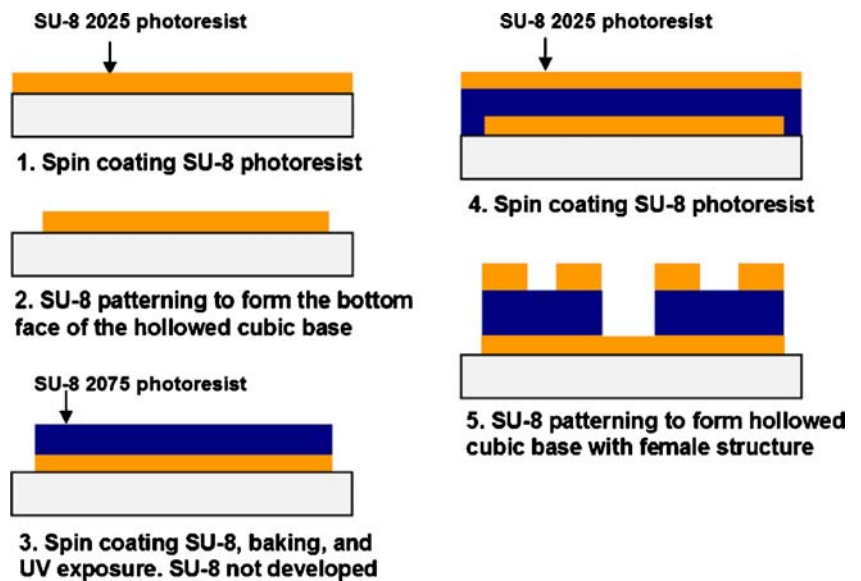 SU-8 2025 photoresist
1. Spin coating SU-8 photoresist
2. SU-8 patterning to form the bottom
face of the hollowed cubic base
SU-8 2075 photoresist
3. Spin coating SU-8, baking, and
UV exposure. SU-8 not developed
SU-8 2025 photoresist
4. Spin coating SU-8 photoresist
5. SU-8 patterning to form hollowed
cubic base with female structure